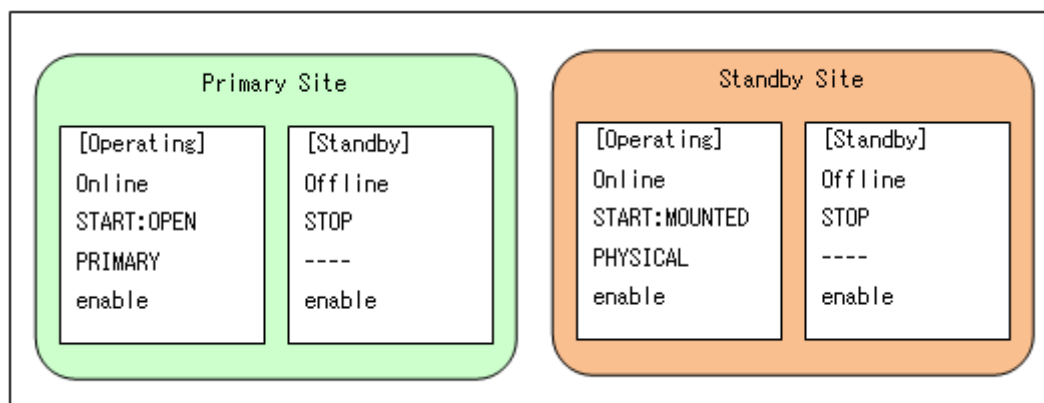 Primary Site
[Operating]
Online
START:OPEN
PRIMARY
enable
[Standby]
Offline
STOP
----
enable
Standby Site
[Operating]
Online
START:MOUNTED
PHYSICAL
enable
[Standby]
Offline
STOP
----
enable